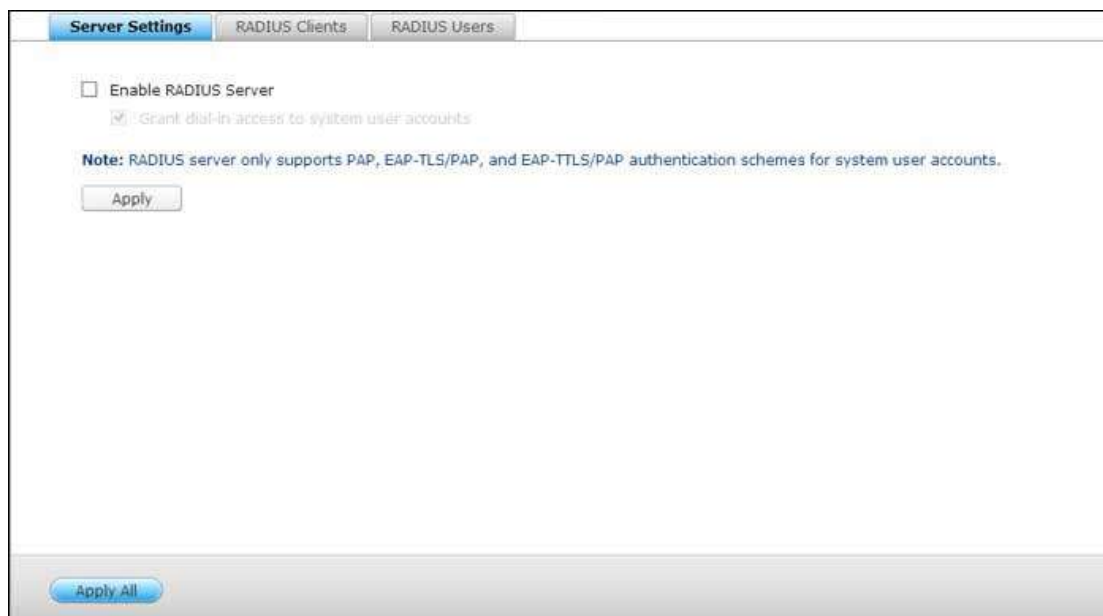 Server Settings
RADIUS Clients
RADIUS Users
Enable RADIUS Server
Grant dial-in access to system user accounts
Note: RADIUS server only supports PAP, EAP-TLS/PAP, and EAP-TTLS/PAP authentication schemes for system user accounts.
Apply
Apply All